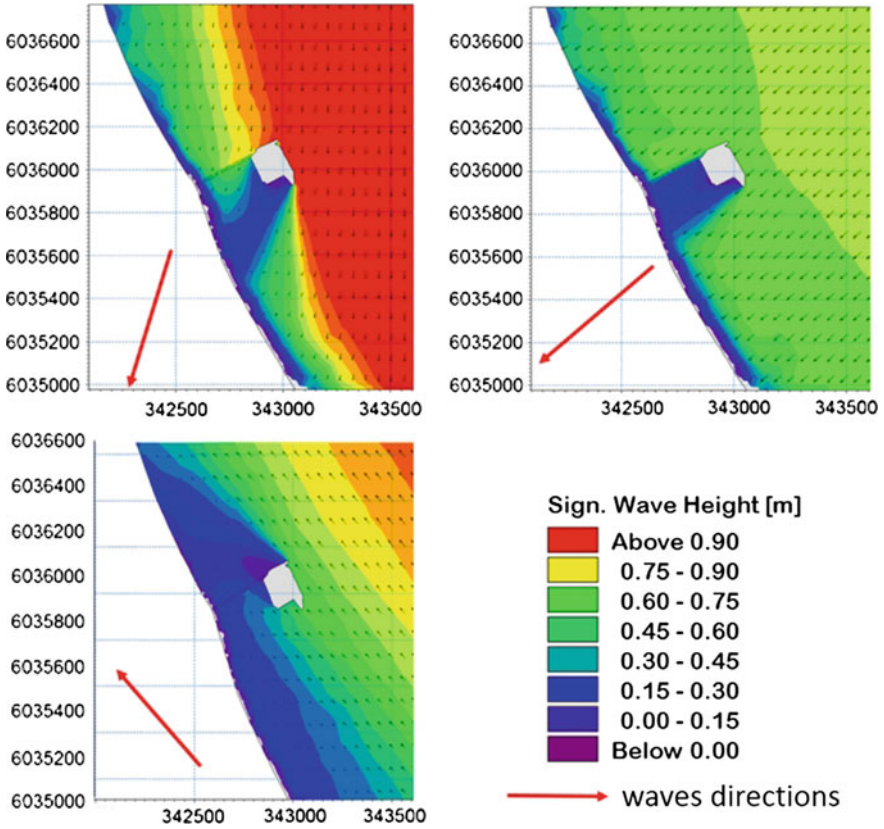 6036600
6036400
6036200
6036000
6035800
6035600
6035400
6035200
6035000
342500 343000 343500
6036600
6036400
6036200
6036000
6035800
6035600
6035400
6035200
6035000
342500 343000 343500
6036600
6036400
6036200
6036000
6035800
6035600
6035400
6035200
6035000
342500 343000 343500
Sign. Wave Height [m]
Above 0.90
0.75 - 0.90
0.60 - 0.75
0.45 - 0.60
0.30 - 0.45
0.15 - 0.30
0.00 - 0.15
Below 0.00
waves directions